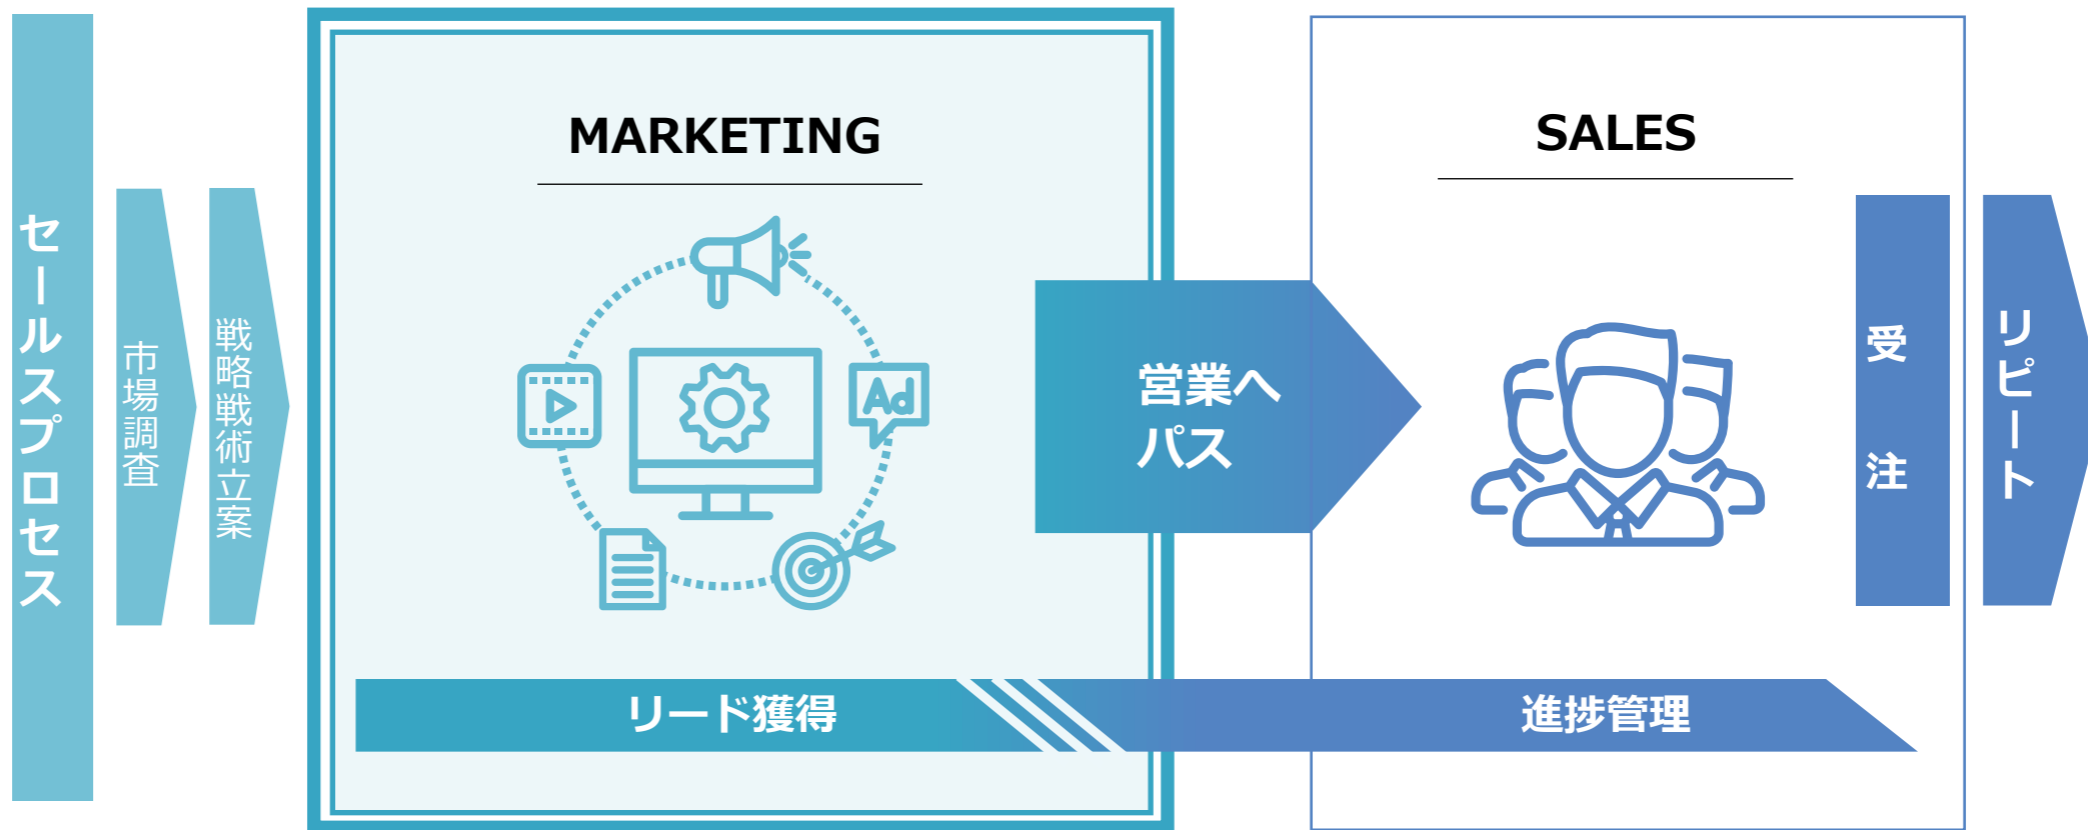 セールスプロセス
市場調査
戦略戦術立案
MARKETING
Ad
リード獲得
営業へ
パス
SALES
進捗管理
受注
リピート